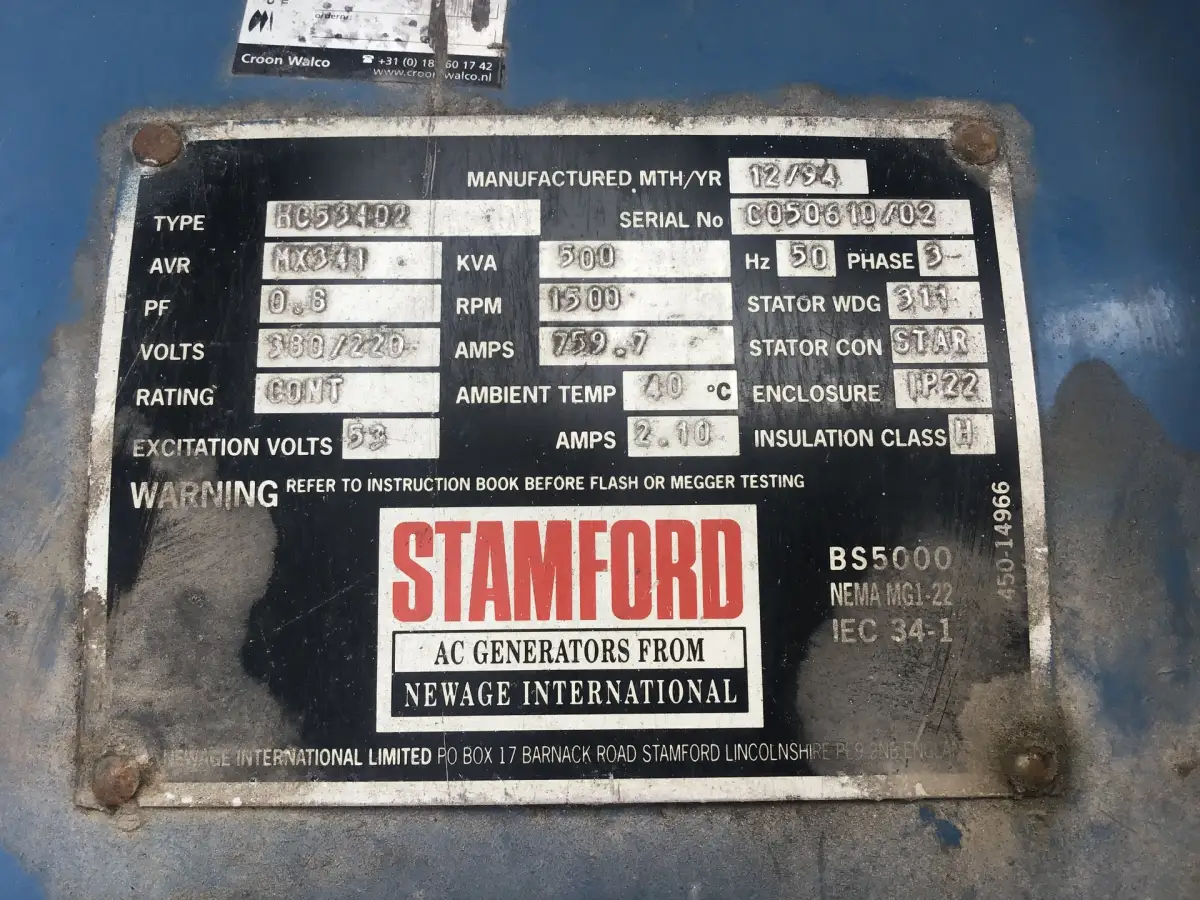 ordernr.
Croon Walco ☎ +31 (0) 18 60 17 42
www.croonwalco.nl
MANUFACTURED MTH/YR 12/94
TYPE HC534D2 SERIAL No C050610/02
AVR MX341 KVA 500 Hz 50 PHASE 3
PF 0.8 RPM 1500 STATOR WDG 311
VOLTS 380/220 AMPS 759.7 STATOR CON STAR
RATING CONT AMBIENT TEMP 40 °C ENCLOSURE IP22
EXCITATION VOLTS 53 AMPS 2.10 INSULATION CLASS H
WARNING REFER TO INSTRUCTION BOOK BEFORE FLASH OR MEGGER TESTING
STAMFORD
AC GENERATORS FROM
NEWAGE INTERNATIONAL
BS5000
NEMA MG1-22
IEC 34-1
450-14966
NEWAGE INTERNATIONAL LIMITED PO BOX 17 BARNACK ROAD STAMFORD LINCOLNSHIRE PE9 2NB